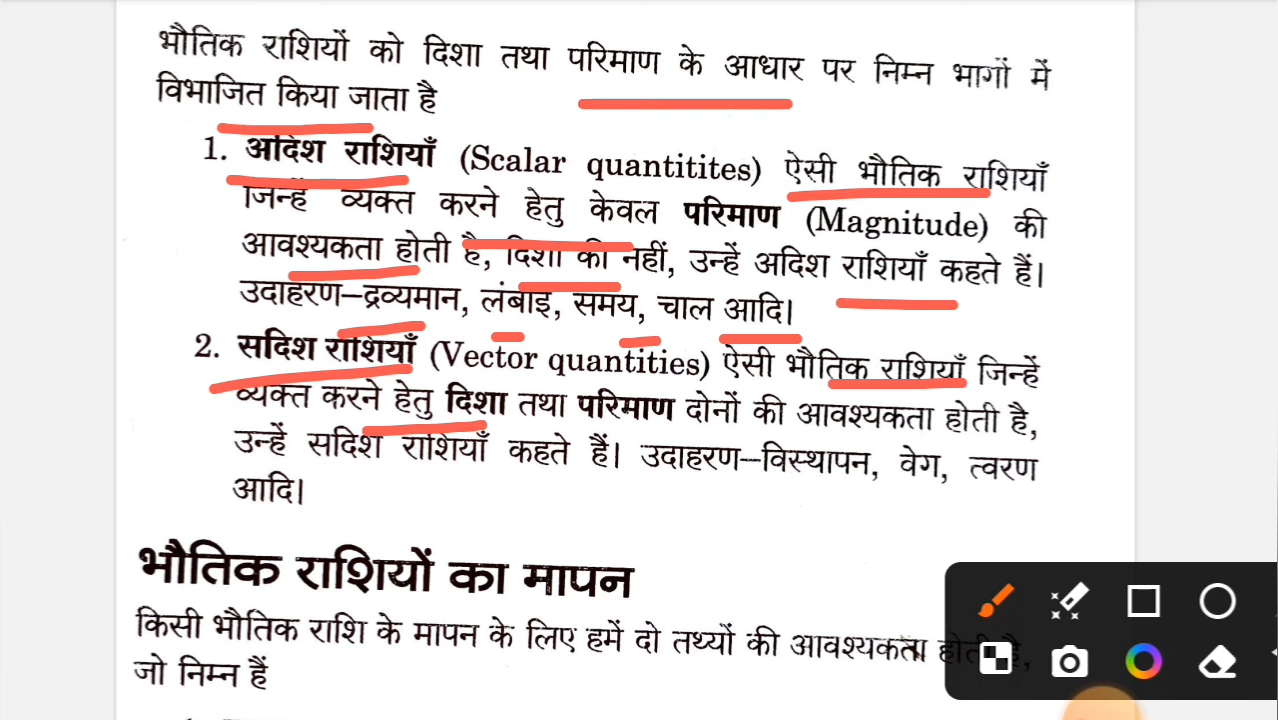 भौतिक राशियों को दिशा तथा परिमाण के आधार पर निम्न भागों में
विभाजित किया जाता है
1. अदिश राशियाँ (Scalar quantitites) ऐसी भौतिक राशियाँ
जिन्हें व्यक्त करने हेतु केवल परिमाण (Magnitude) की
आवश्यकता होती है, दिशा की नहीं, उन्हें अदिश राशियाँ कहते हैं।
उदाहरण–द्रव्यमान, लंबाई, समय, चाल आदि।
2. सदिश राशियाँ (Vector quantities) ऐसी भौतिक राशियाँ जिन्हें
व्यक्त करने हेतु दिशा तथा परिमाण दोनों की आवश्यकता होती है,
उन्हें सदिश राशियाँ कहते हैं। उदाहरण–विस्थापन, वेग, त्वरण
आदि।
भौतिक राशियों का मापन
किसी भौतिक राशि के मापन के लिए हमें दो तथ्यों की आवश्यकता होती है,
जो निम्न हैं